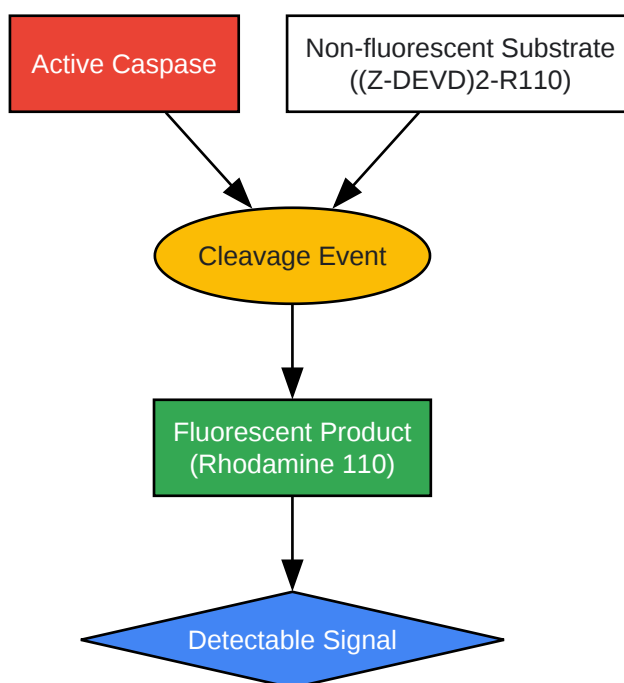 Active Caspase
Non-fluorescent Substrate
((Z-DEVD)2-R110)
Cleavage Event
Fluorescent Product
(Rhodamine 110)
Detectable Signal